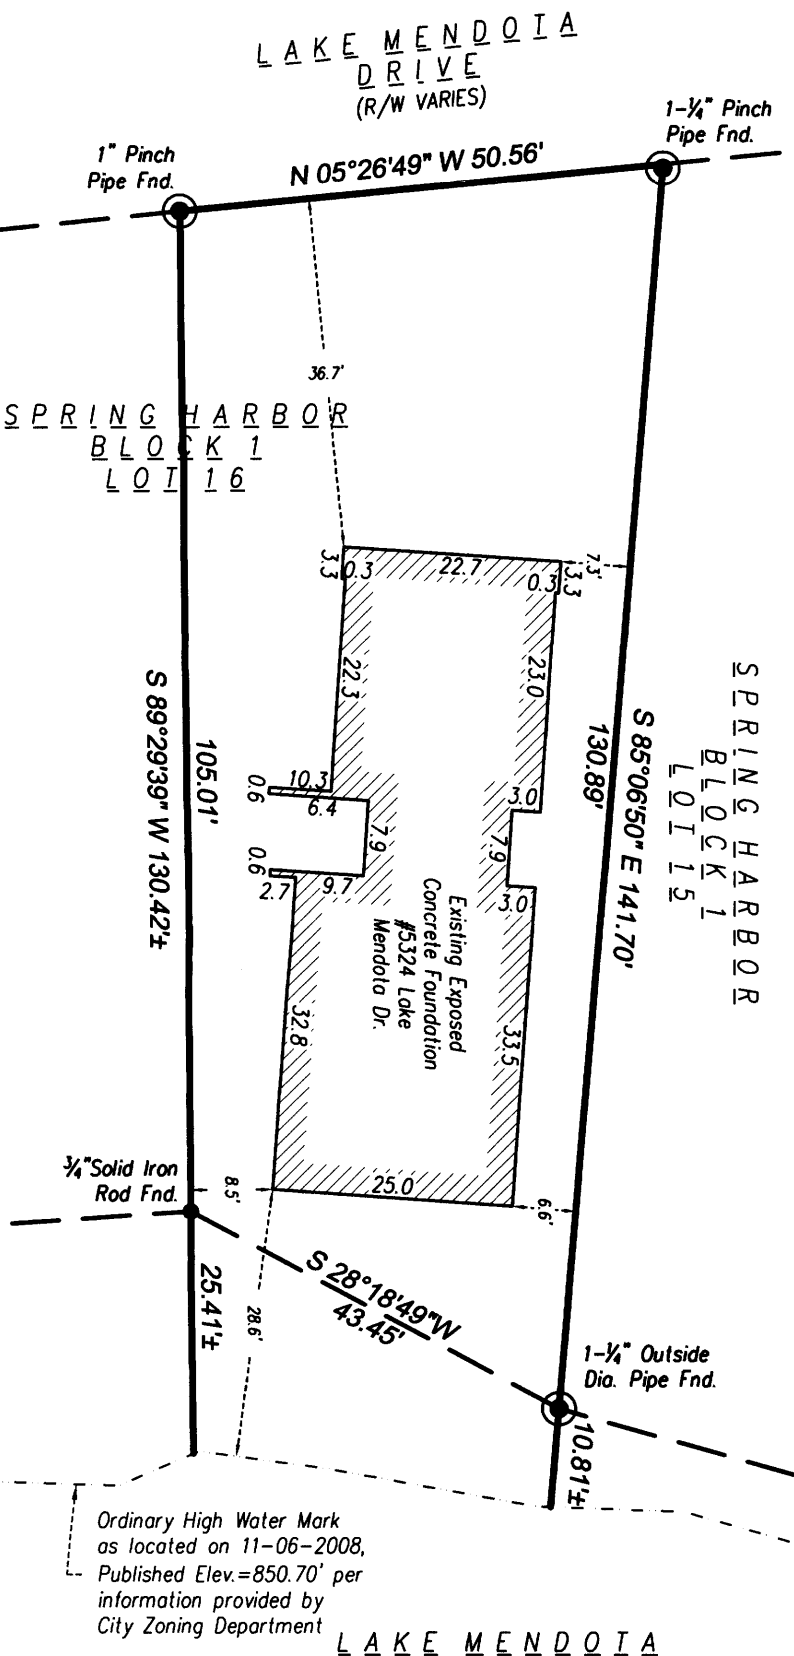 LAKE MENDOTA
DRIVE
(R/W VARIES)
1-¼" Pinch
Pipe Fnd.
1" Pinch
Pipe Fnd.
N 05°26'49" W 50.56'
36.7'
SPRING HARBOR
BLOCK 1
LOT 16
3.3
0.3
22.7
0.3
3.3
7.3'
22.3
23.0
SPRING HARBOR
BLOCK 1
LOT 15
S 89°29'39" W 130.42'±
105.01'
S 85°06'50" E 141.70'
130.89'
0.6
10.3
6.4
7.9
3.0
7.9
3.0
0.6
2.7
9.7
Existing Exposed
Concrete Foundation
#5324 Lake
Mendota Dr.
32.8
33.5
¾"Solid Iron
Rod Fnd.
8.5'
25.0
6.6'
25.41'±
28.6'
S 28°18'49"W
43.45'
1-¼" Outside
Dia. Pipe Fnd.
10.81'±
Ordinary High Water Mark
as located on 11-06-2008,
Published Elev.=850.70' per
information provided by
City Zoning Department
LAKE MENDOTA